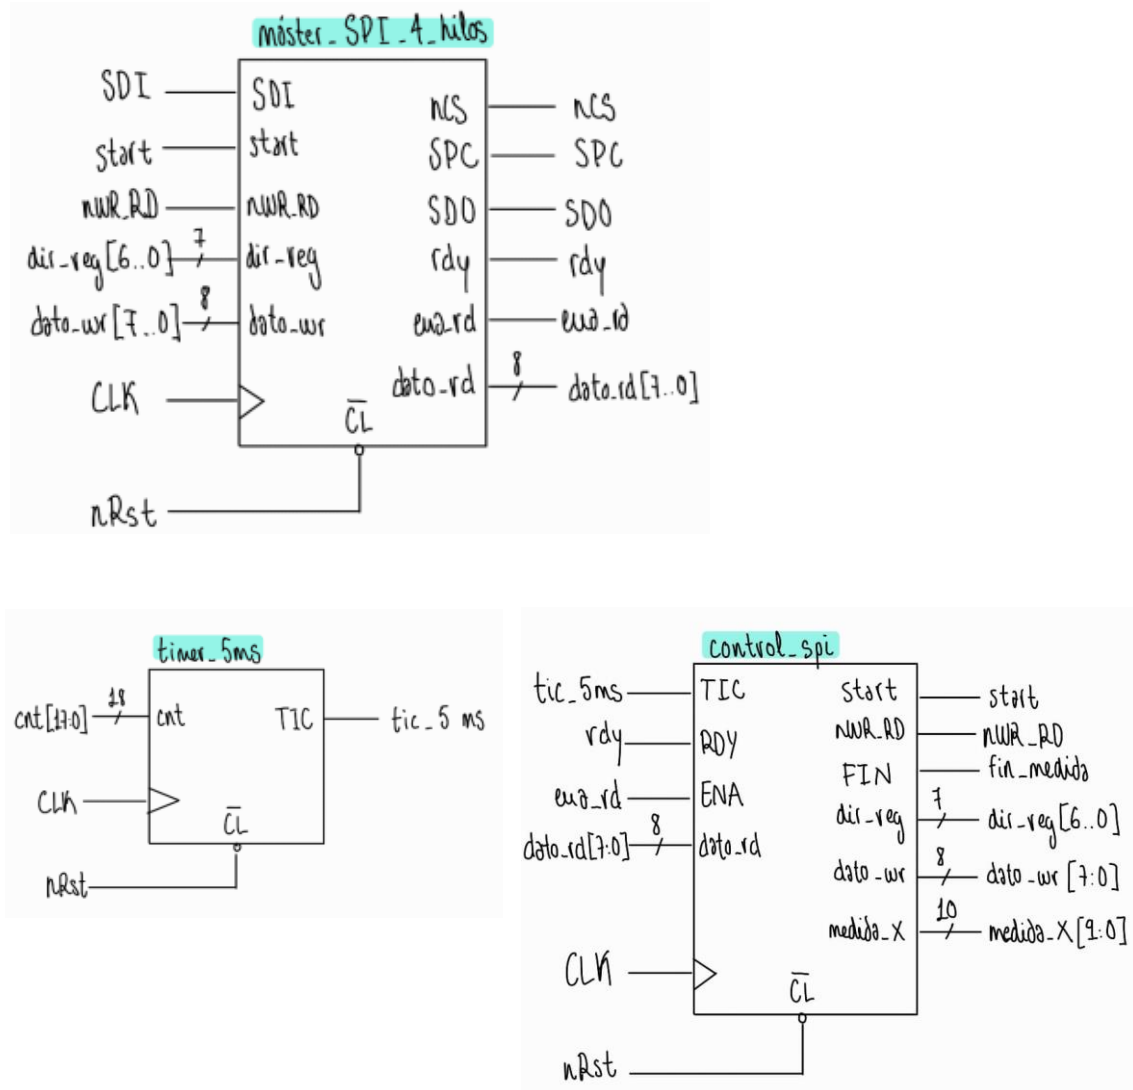 máster_SPI_4_hilos
SDI SDI nCS nCS
start start SPC SPC
nWR_RD nWR_RD SDO SDO
dir_reg[6..0] 7 dir_reg rdy rdy
dato_wr[7..0] 8 dato_wr ena_rd ena_rd
CLK dato_rd 8 dato_rd[7..0]
CL
nRst
timer_5ms
cnt[17:0] 18 cnt TIC tic_5 ms
CLK
CL
nRst
control_spi
tic_5ms TIC start start
rdy RDY nWR_RD nWR_RD
ena_rd ENA FIN fin_medida
dato_rd[7:0] 8 dato_rd dir_reg 7 dir_reg[6..0]
dato_wr 8 dato_wr [7:0]
medida_X 10 medida_X[9:0]
CLK
CL
nRst